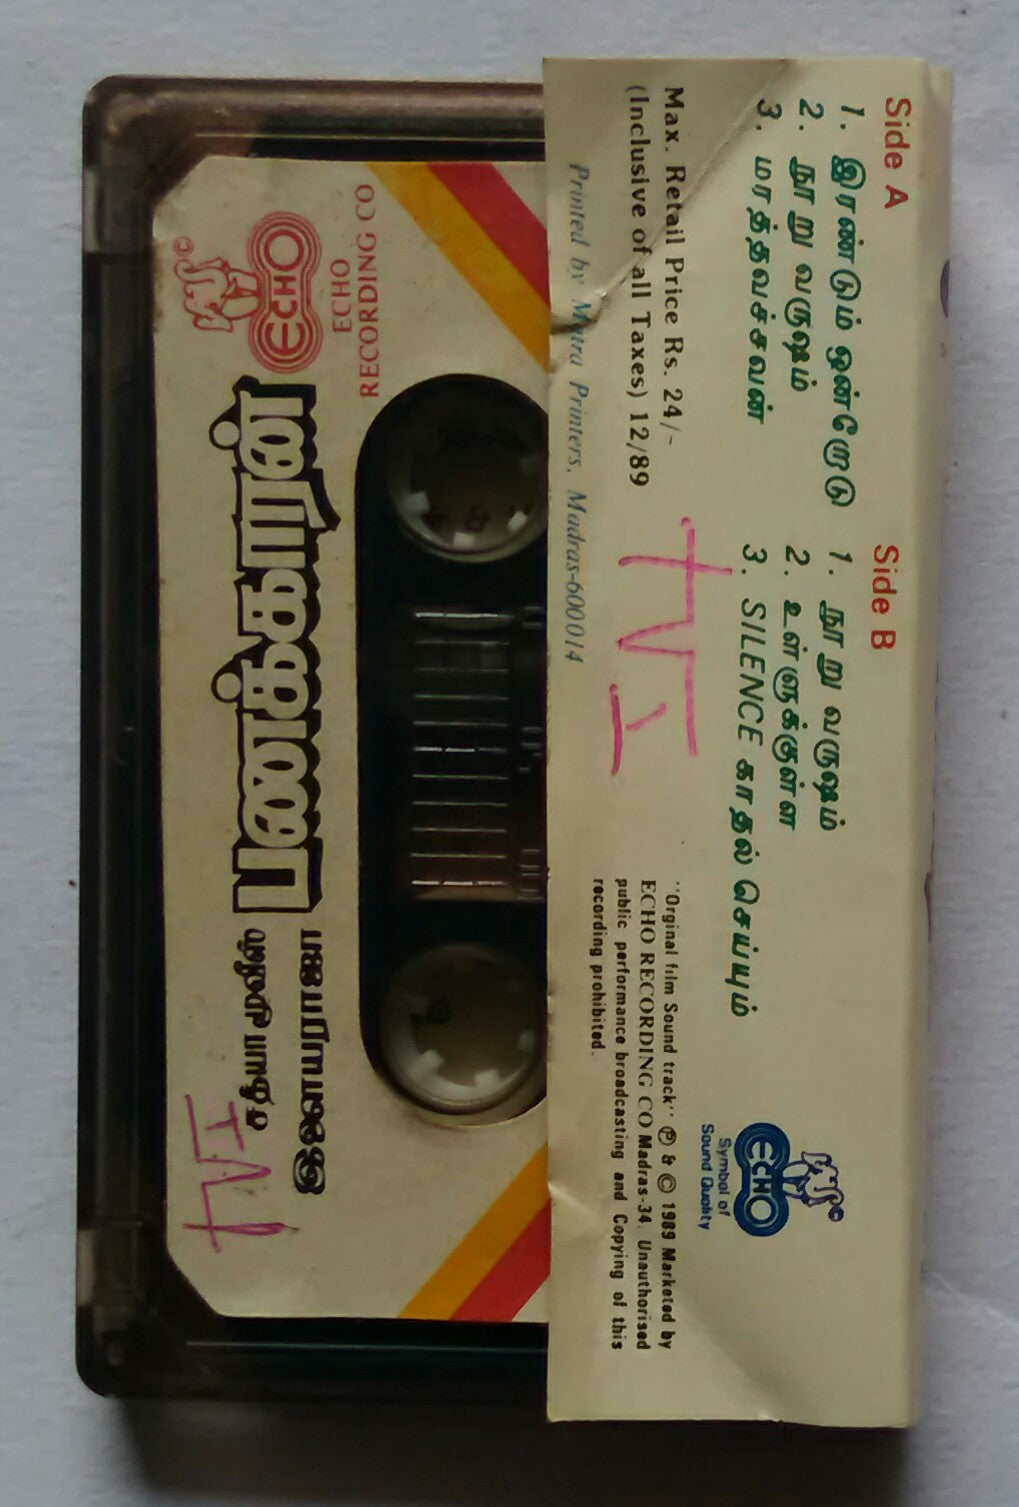 Side A
1. இரண்டும் ஒன்றோடு
2. நூறு வருஷம்
3. மரத்தவச்சவன்
Side B
1. நூறு வருஷம்
2. உள்ளுக்குள்ள
3. SILENCE காதல் செய்யும்
Max. Retail Price Rs. 24/-
(Inclusive of all Taxes) 12/89
Printed by Printers, Madras-600014
"Orginal film Sound track" ℗ & © 1989 Marketed by
ECHO RECORDING CO Madras-34. Unauthorised
public performance broadcasting and Copying of this
recording prohibited.
ECHO
©
Symbol of
Sound Quality
ECHO
RECORDING CO
ECHO
©
பணக்காரன்
இளையராஜா
சத்யா மூவீஸ்